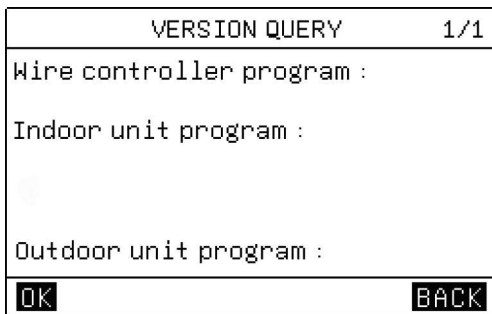 VERSION QUERY 1/1
Wire controller program :
Indoor unit program :
Outdoor unit program :
OK BACK